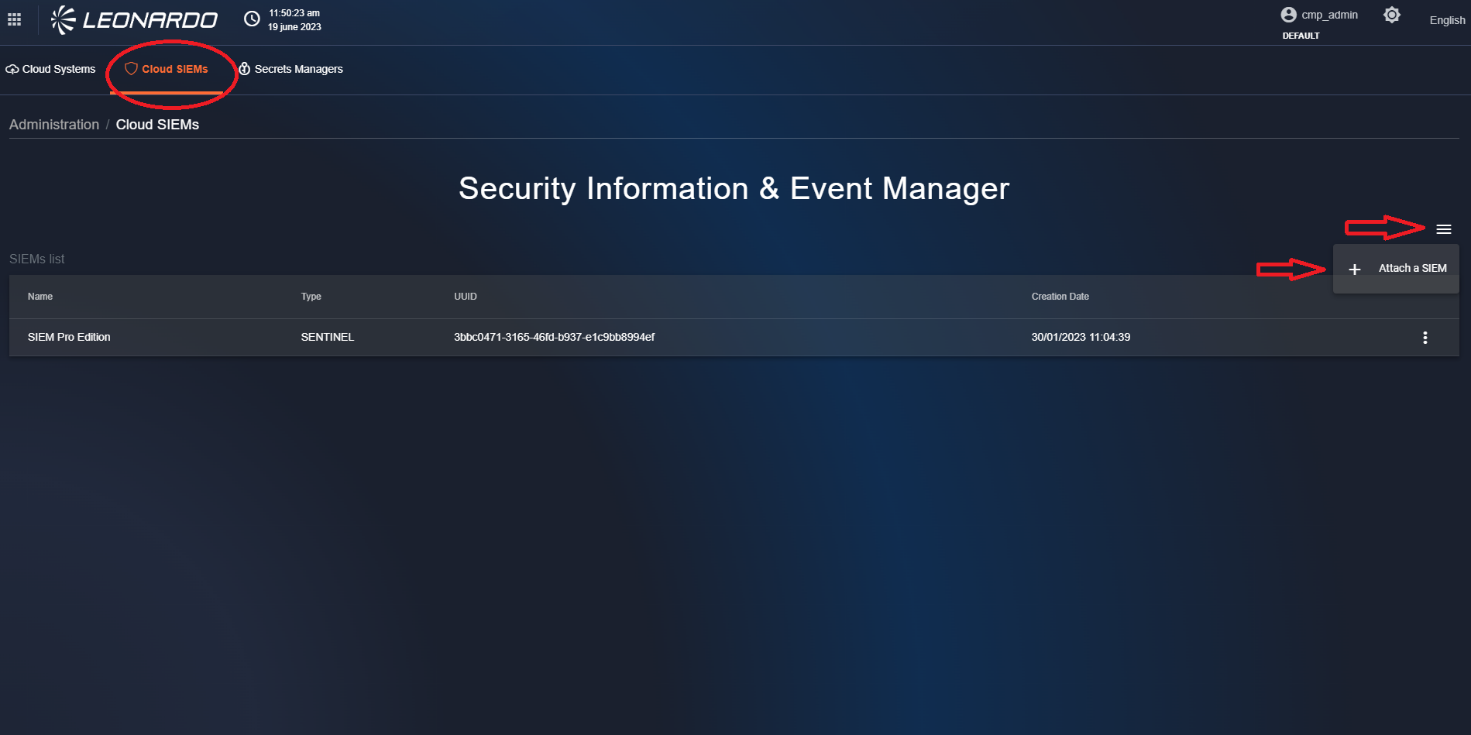 LEONARDO
11:50:23 am
19 june 2023
cmp_admin
DEFAULT
English
Cloud Systems
Cloud SIEMs
Secrets Managers
Administration / Cloud SIEMs
Security Information & Event Manager
SIEMs list
+ Attach a SIEM
Name Type UUID Creation Date
SIEM Pro Edition SENTINEL 3bbc0471-3165-46fd-b937-e1c9bb8994ef 30/01/2023 11:04:39